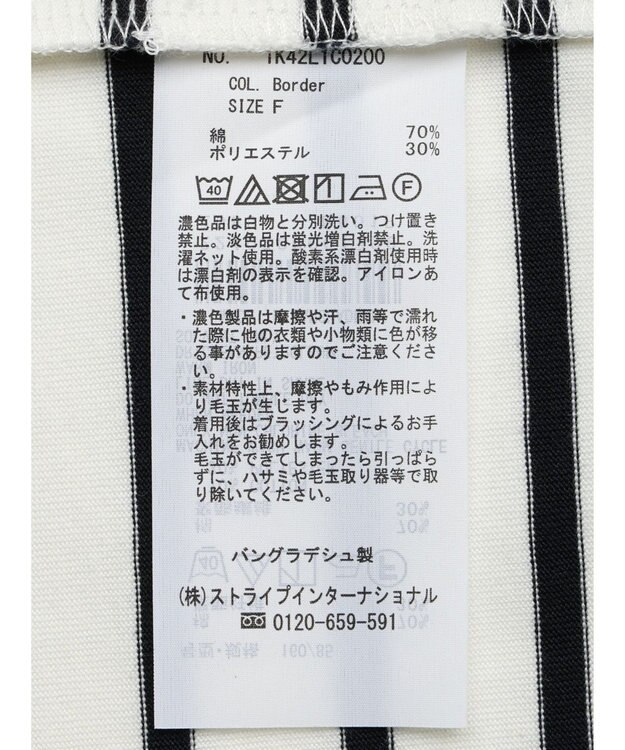 NO. TK42L1C0200
COL. Border
SIZE F
綿 70%
ポリエステル 30%
40 F
濃色品は白物と分別洗い。つけ置き
禁止。淡色品は蛍光増白剤禁止。洗
濯ネット使用。酸素系漂白剤使用時
は漂白剤の表示を確認。アイロンあ
て布使用。
・濃色製品は摩擦や汗、雨等で濡れ
た際に他の衣類や小物類に色が移
る事がありますのでご注意くださ
い。
・素材特性上、摩擦やもみ作用によ
り毛玉が生じます。
着用後はブラッシングによるお手
入れをお勧めします。
毛玉ができてしまったら引っぱら
ずに、ハサミや毛玉取り器等で取
り除いてください。
バングラデシュ製
(株)ストライプインターナショナル
0120-659-591